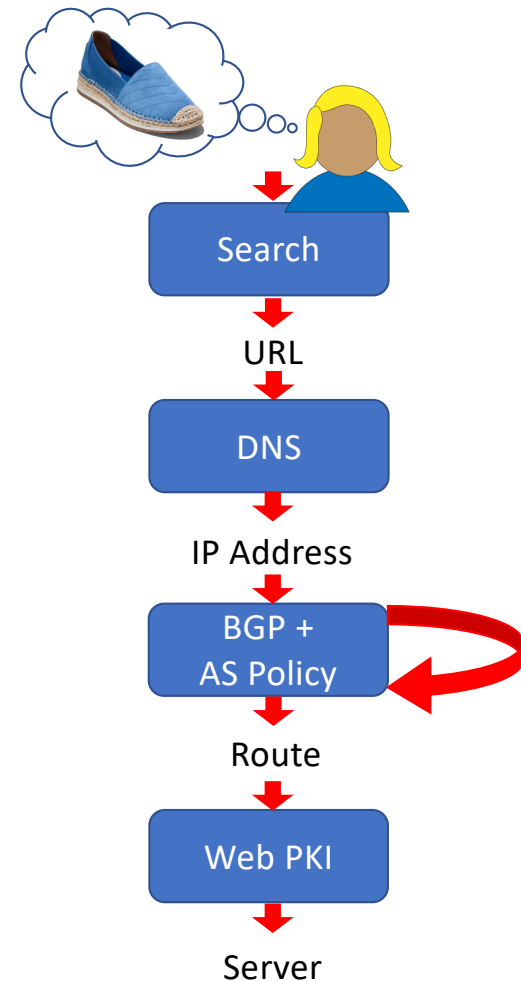 Search
URL
DNS
IP Address
BGP +
AS Policy
Route
Web PKI
Server